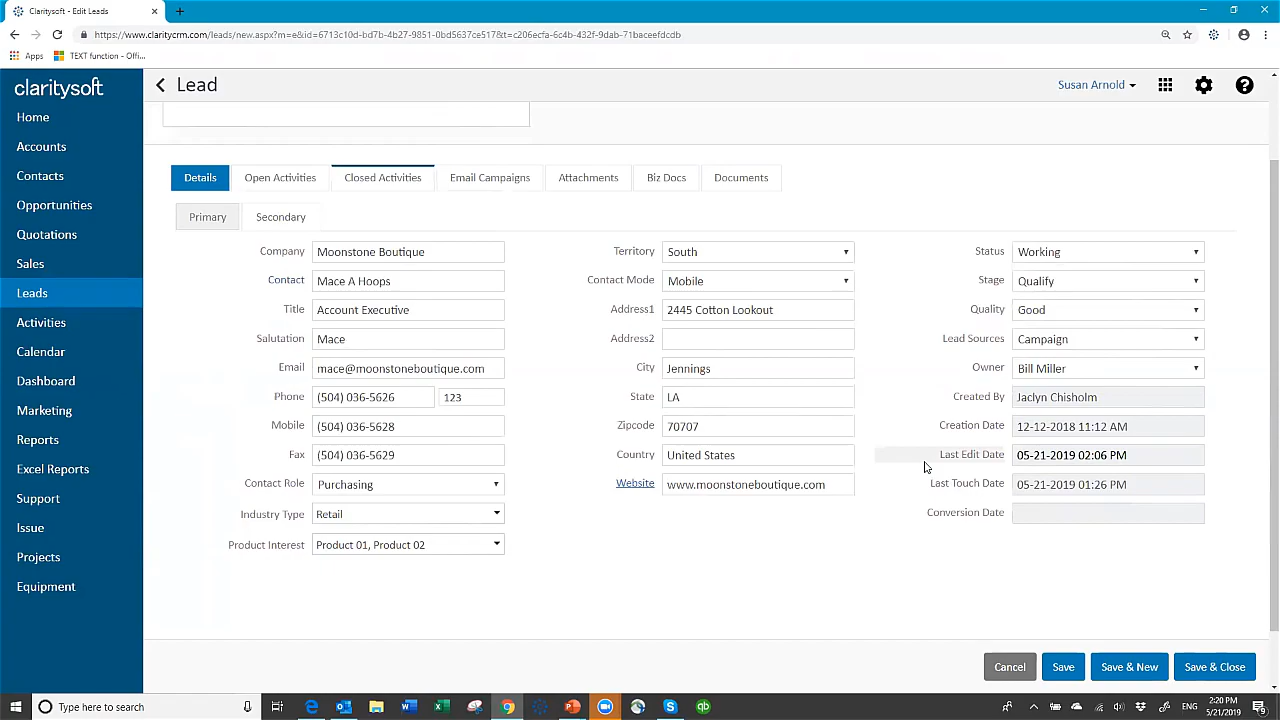 Claritysoft - Edit Leads
https://www.claritycrm.com/leads/new.aspx?m=e&id=6713c10d-bd7b-4b27-9851-0bd5637ce517&t=c206ecfa-6c4b-432f-9dab-71baceefdcdb
Apps TEXT function - Offi...
claritysoft
Lead
Susan Arnold
Home
Accounts
Contacts
Opportunities
Quotations
Sales
Leads
Activities
Calendar
Dashboard
Marketing
Reports
Excel Reports
Support
Issue
Projects
Equipment
Details Open Activities Closed Activities Email Campaigns Attachments Biz Docs Documents
Primary Secondary
Company Moonstone Boutique
Contact Mace A Hoops
Title Account Executive
Salutation Mace
Email mace@moonstoneboutique.com
Phone (504) 036-5626 123
Mobile (504) 036-5628
Fax (504) 036-5629
Contact Role Purchasing
Industry Type Retail
Product Interest Product 01, Product 02
Territory South
Contact Mode Mobile
Address1 2445 Cotton Lookout
Address2
City Jennings
State LA
Zipcode 70707
Country United States
Website www.moonstoneboutique.com
Status Working
Stage Qualify
Quality Good
Lead Sources Campaign
Owner Bill Miller
Created By Jaclyn Chisholm
Creation Date 12-12-2018 11:12 AM
Last Edit Date 05-21-2019 02:06 PM
Last Touch Date 05-21-2019 01:26 PM
Conversion Date
Cancel Save Save & New Save & Close
Type here to search
ENG
2:20 PM
5/21/2019